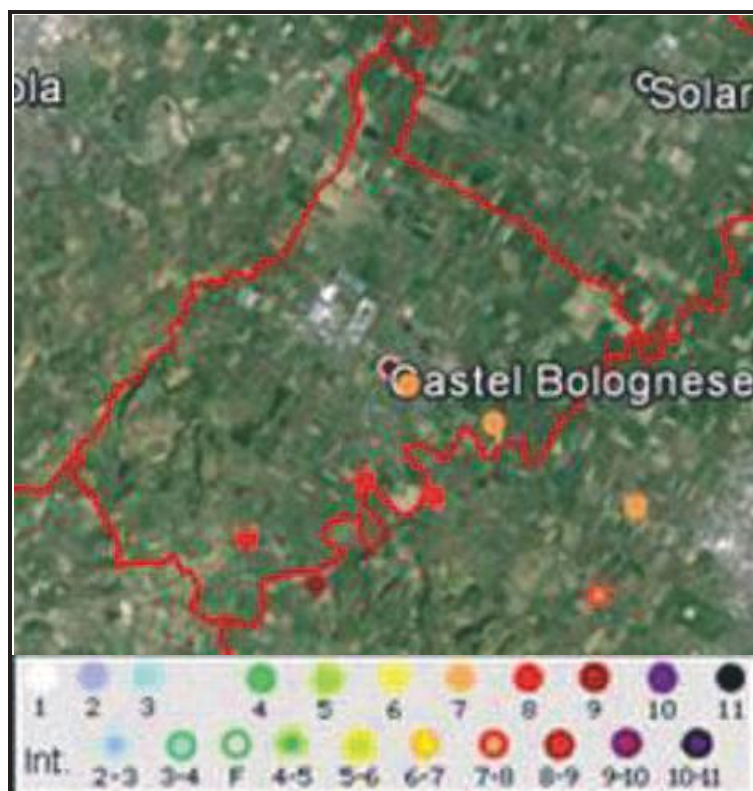 ola
Solar
Castel Bolognese
1 2 3 4 5 6 7 8 9 10 11
Int. 2-3 3-4 F 4-5 5-6 6-7 7-8 8-9 9-10 10-11